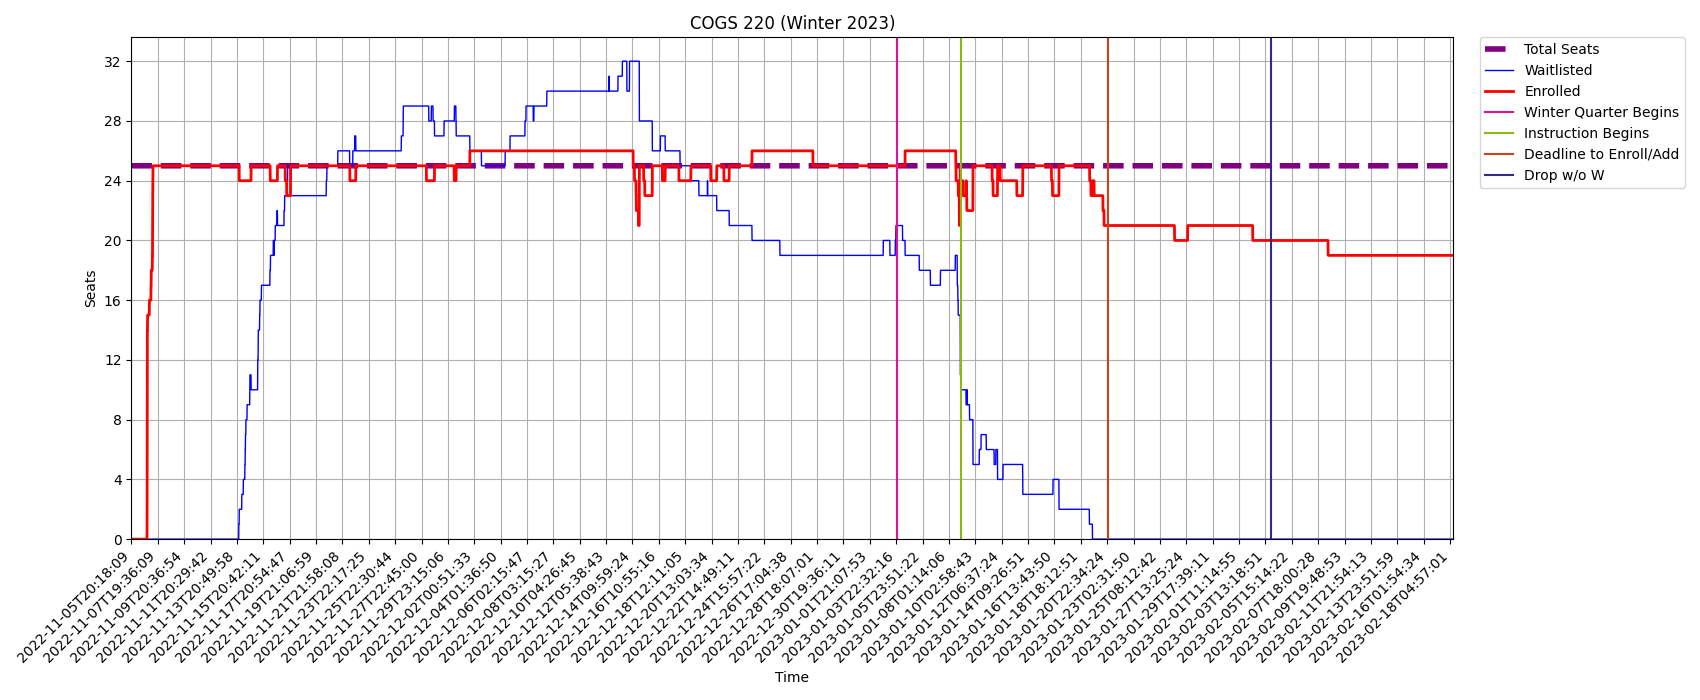 COGS 220 (Winter 2023)
Total Seats
Waitlisted
Enrolled
Winter Quarter Begins
Instruction Begins
Deadline to Enroll/Add
Drop w/o W
Seats
32
28
24
20
16
12
8
4
0
2022-11-05T20:18:09
2022-11-07T19:36:09
2022-11-09T20:36:54
2022-11-11T20:29:42
2022-11-13T20:49:58
2022-11-15T20:42:11
2022-11-17T20:54:47
2022-11-19T21:06:59
2022-11-21T21:58:08
2022-11-23T22:17:25
2022-11-25T22:30:44
2022-11-27T22:45:00
2022-11-29T23:15:06
2022-12-02T00:51:33
2022-12-04T01:36:50
2022-12-06T02:15:47
2022-12-08T03:15:27
2022-12-10T04:26:45
2022-12-12T05:38:43
2022-12-14T09:59:24
2022-12-16T10:55:16
2022-12-18T12:11:05
2022-12-20T13:03:34
2022-12-22T14:49:11
2022-12-24T15:57:22
2022-12-26T17:04:38
2022-12-28T18:07:01
2022-12-30T19:36:11
2023-01-01T21:07:53
2023-01-03T22:32:16
2023-01-05T23:51:22
2023-01-08T01:14:06
2023-01-10T02:58:43
2023-01-12T06:37:24
2023-01-14T09:26:51
2023-01-16T13:43:50
2023-01-18T18:12:51
2023-01-20T22:34:24
2023-01-23T02:31:50
2023-01-25T08:12:42
2023-01-27T13:25:24
2023-01-29T17:39:11
2023-02-01T11:14:55
2023-02-03T13:18:51
2023-02-05T15:14:22
2023-02-07T18:00:28
2023-02-09T19:48:53
2023-02-11T21:54:13
2023-02-13T23:51:59
2023-02-16T01:54:34
2023-02-18T04:57:01
Time